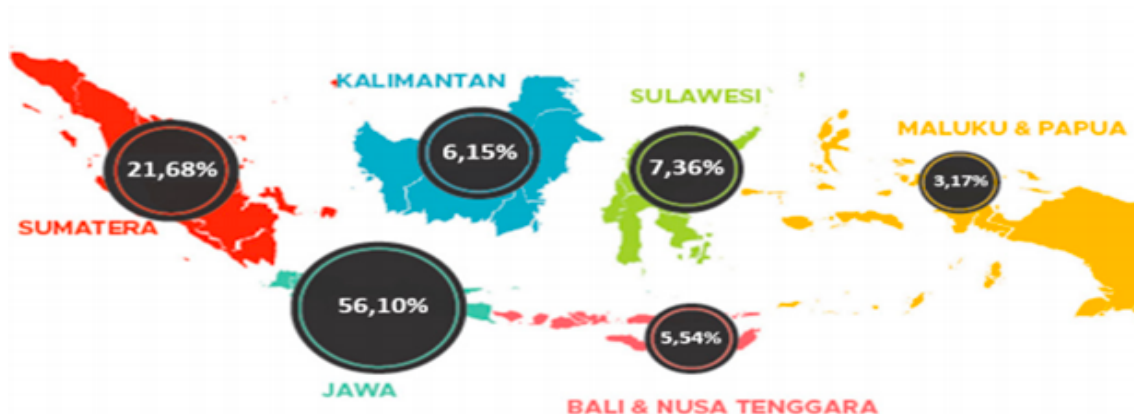 KALIMANTAN
6,15%
SULAWESI
7,36%
MALUKU & PAPUA
3,17%
21,68%
SUMATERA
56,10%
JAWA
5,54%
BALI & NUSA TENGGARA